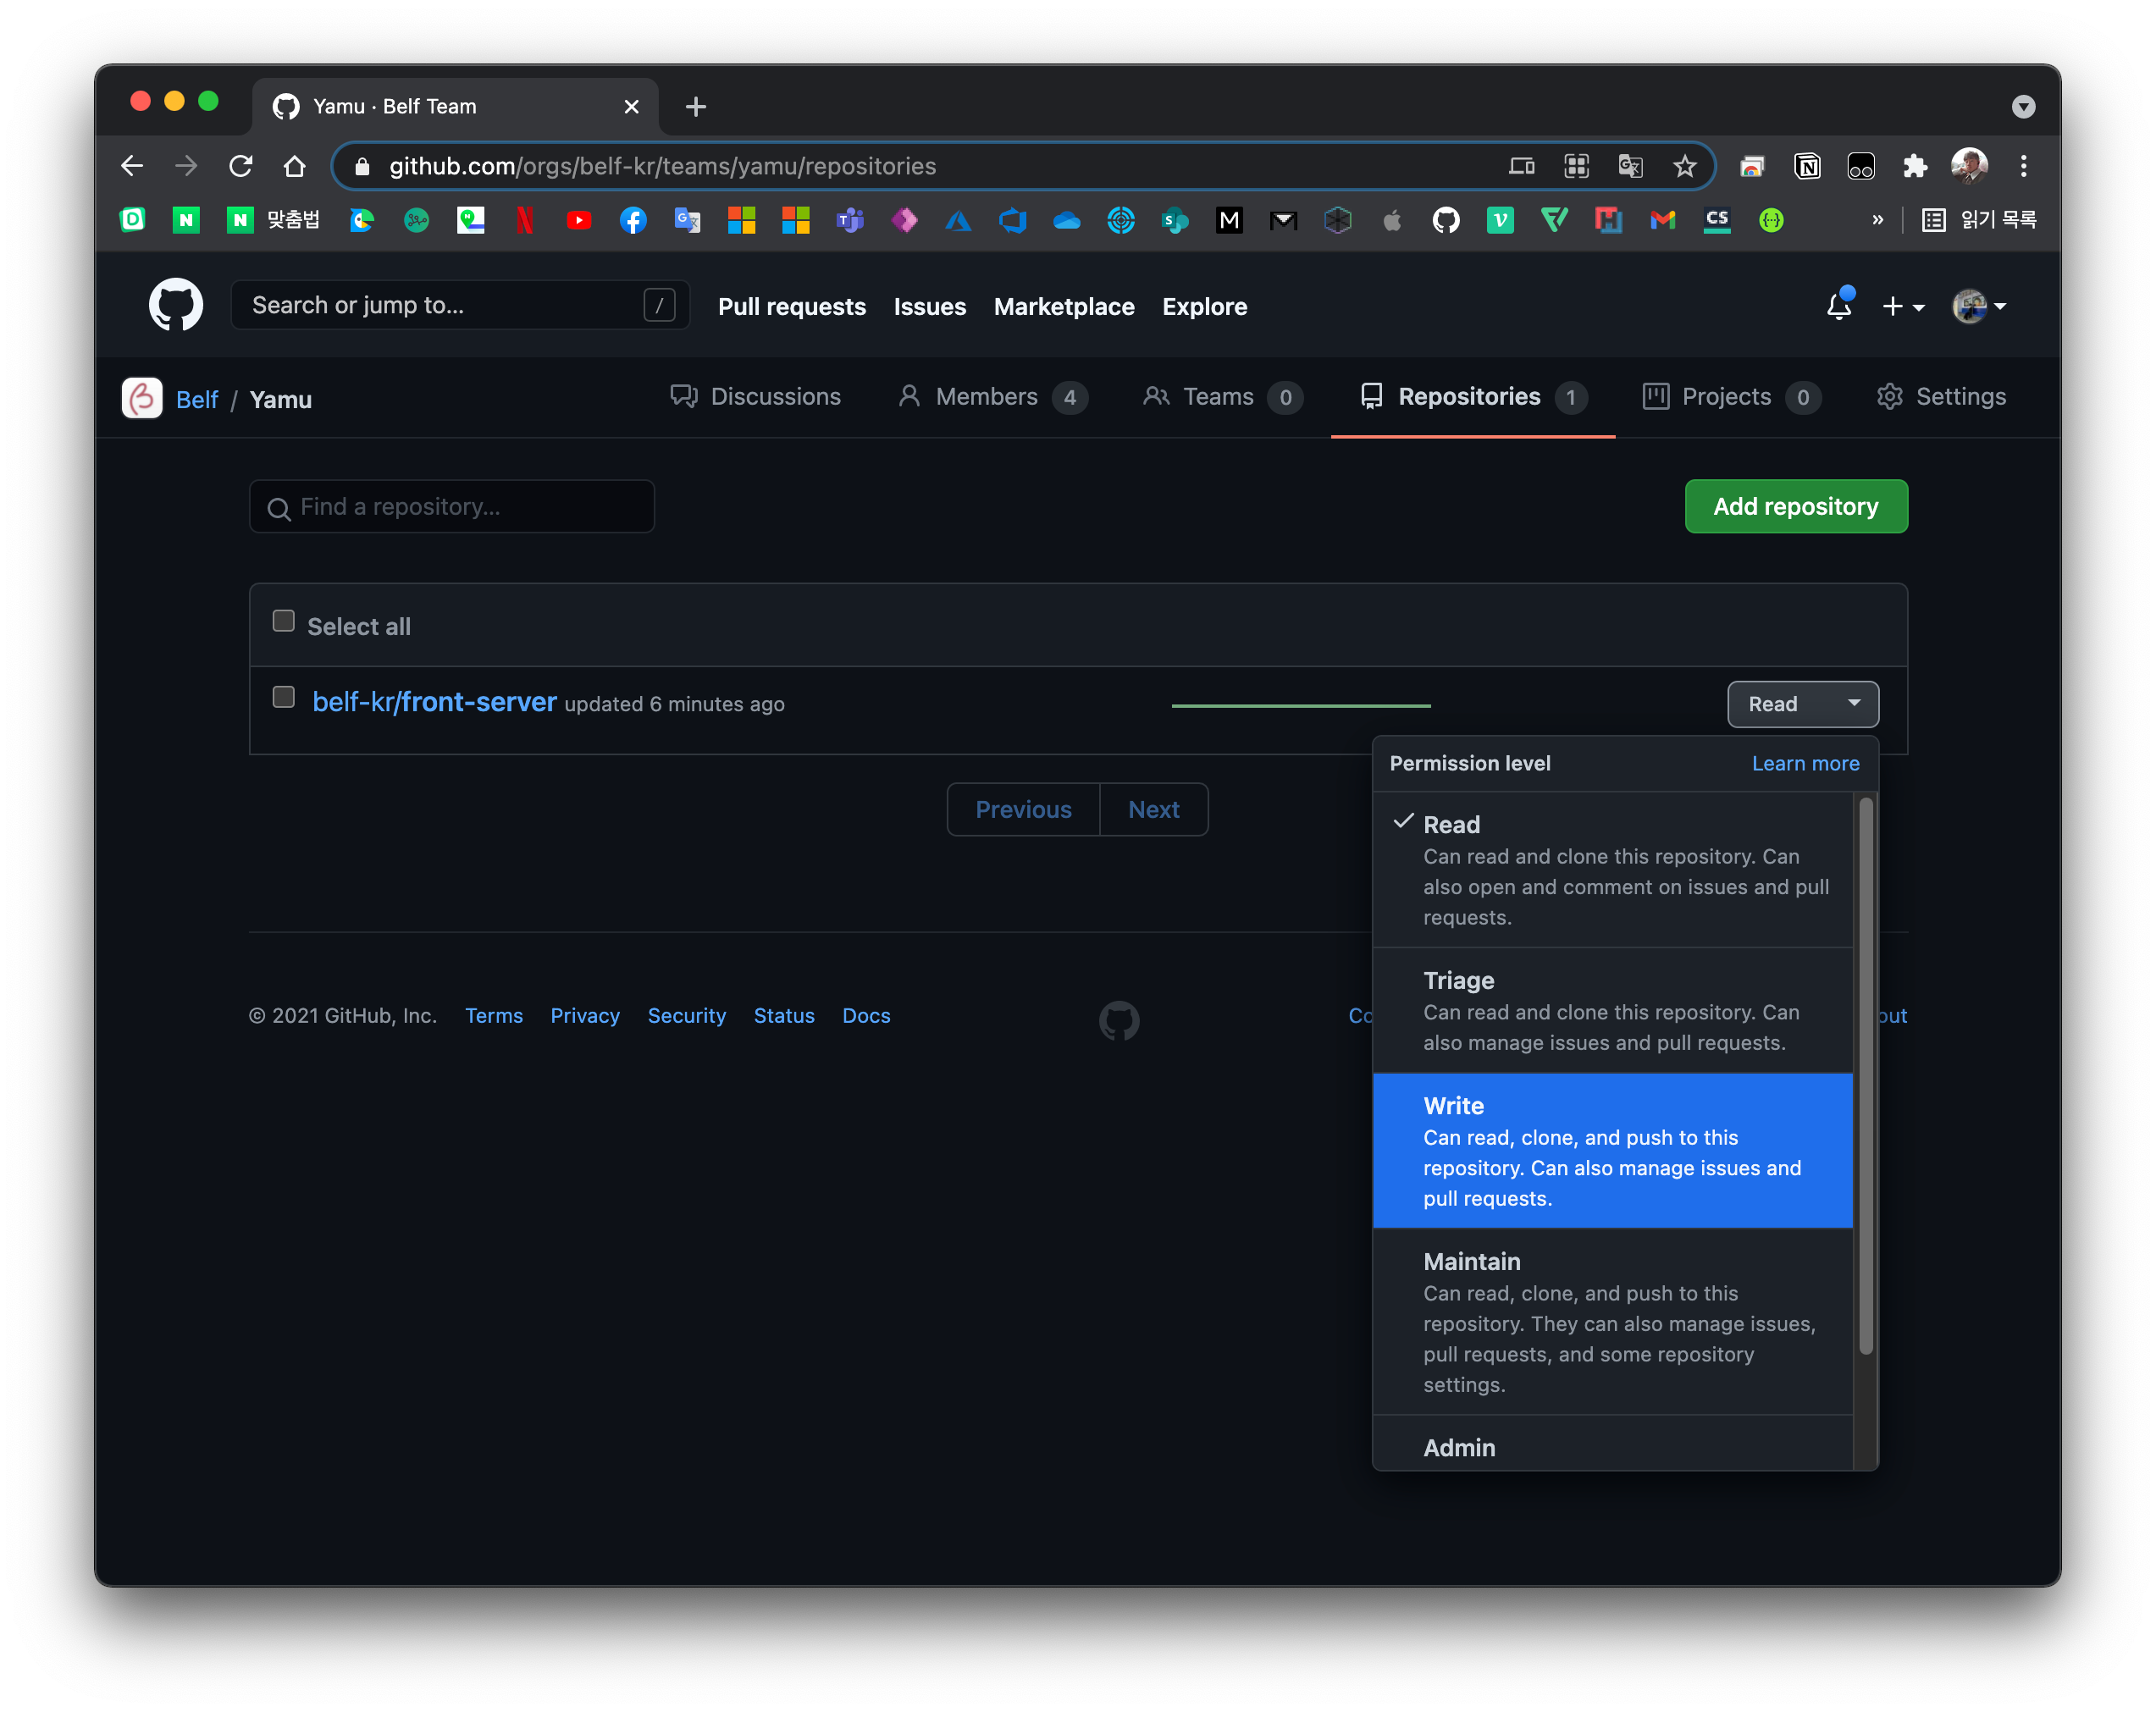 Yamu · Belf Team
github.com/orgs/belf-kr/teams/yamu/repositories
맞춤법
읽기 목록
Search or jump to...
/
Pull requests Issues Marketplace Explore
Belf / Yamu
Discussions Members 4 Teams 0 Repositories 1 Projects 0 Settings
Find a repository...
Add repository
Select all
belf-kr/front-server updated 6 minutes ago
Read
Permission level Learn more
Previous Next
Read
Can read and clone this repository. Can
also open and comment on issues and pull
requests.
Triage
Can read and clone this repository. Can
also manage issues and pull requests.
Write
Can read, clone, and push to this
repository. Can also manage issues and
pull requests.
Maintain
Can read, clone, and push to this
repository. They can also manage issues,
pull requests, and some repository
settings.
Admin
© 2021 GitHub, Inc. Terms Privacy Security Status Docs